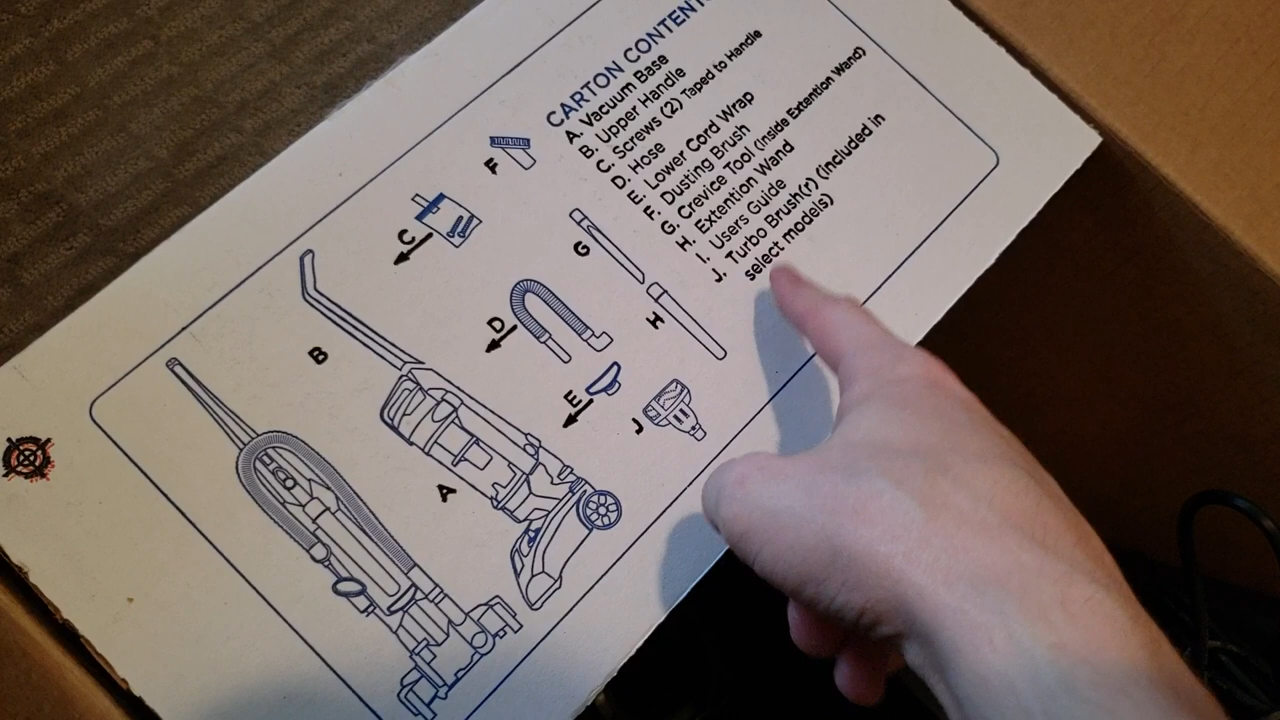 CARTON CONTENTS
A. Vacuum Base
B. Upper Handle
C. Screws (2) Taped to Handle
D. Hose
E. Lower Cord Wrap
F. Dusting Brush
G. Crevice Tool (Inside Extention Wand)
H. Extention Wand
I. Users Guide
J. Turbo Brush(r) (included in
select models)
F
C
G
D
H
B
E
J
A